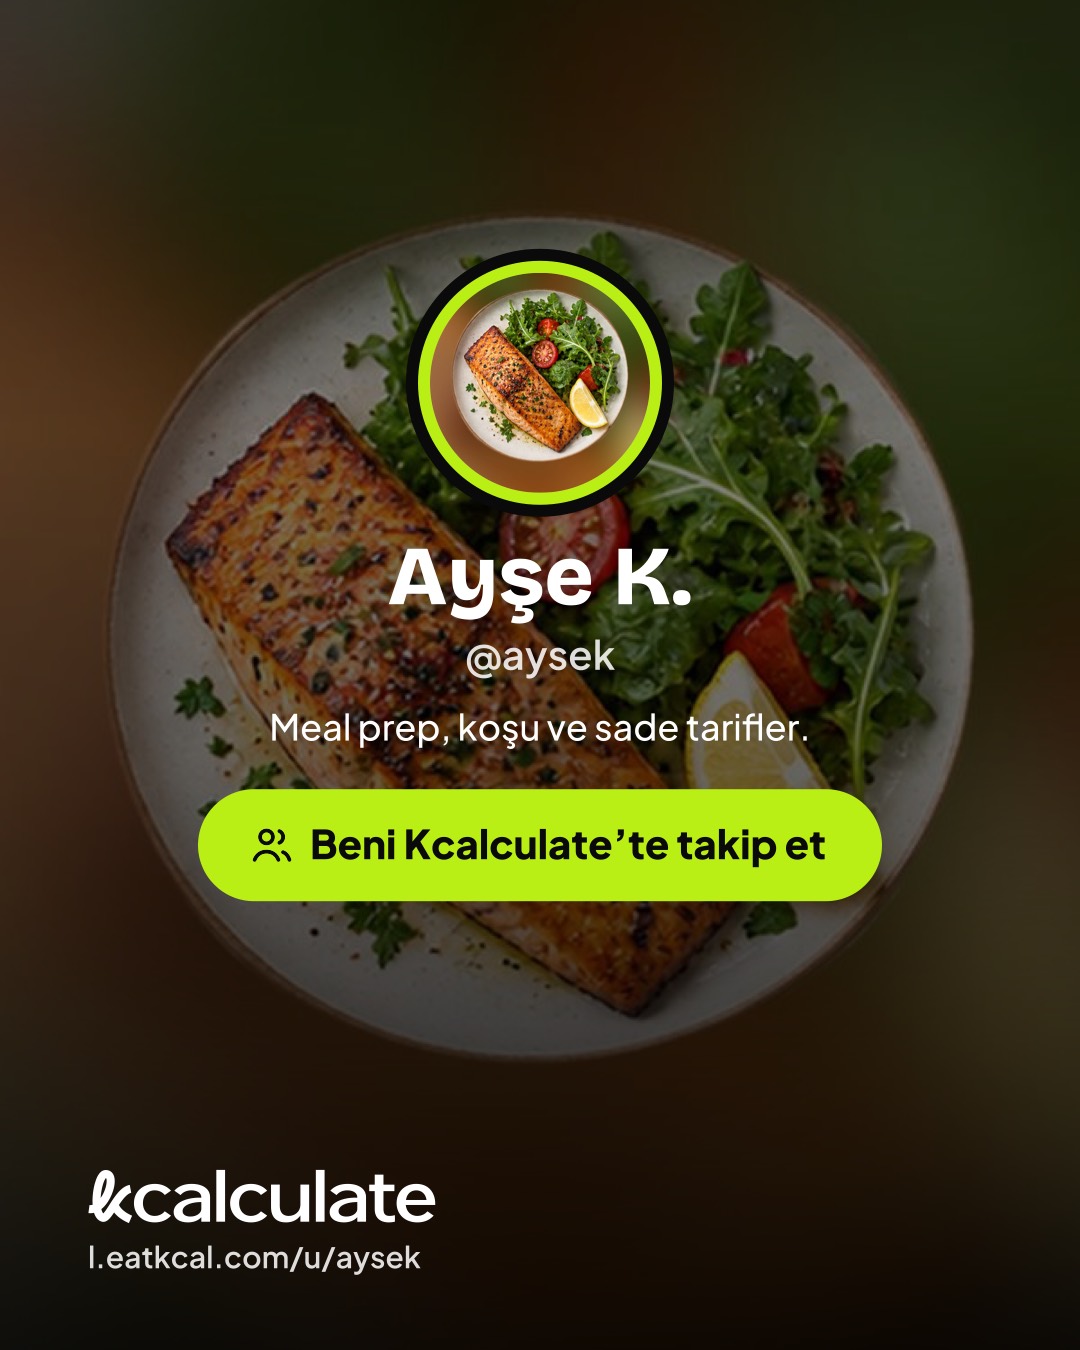 Ayşe K.
@aysek
Meal prep, koşu ve sade tarifler.
Beni Kcalculate’te takip et
kcalculate
l.eatkcal.com/u/aysek